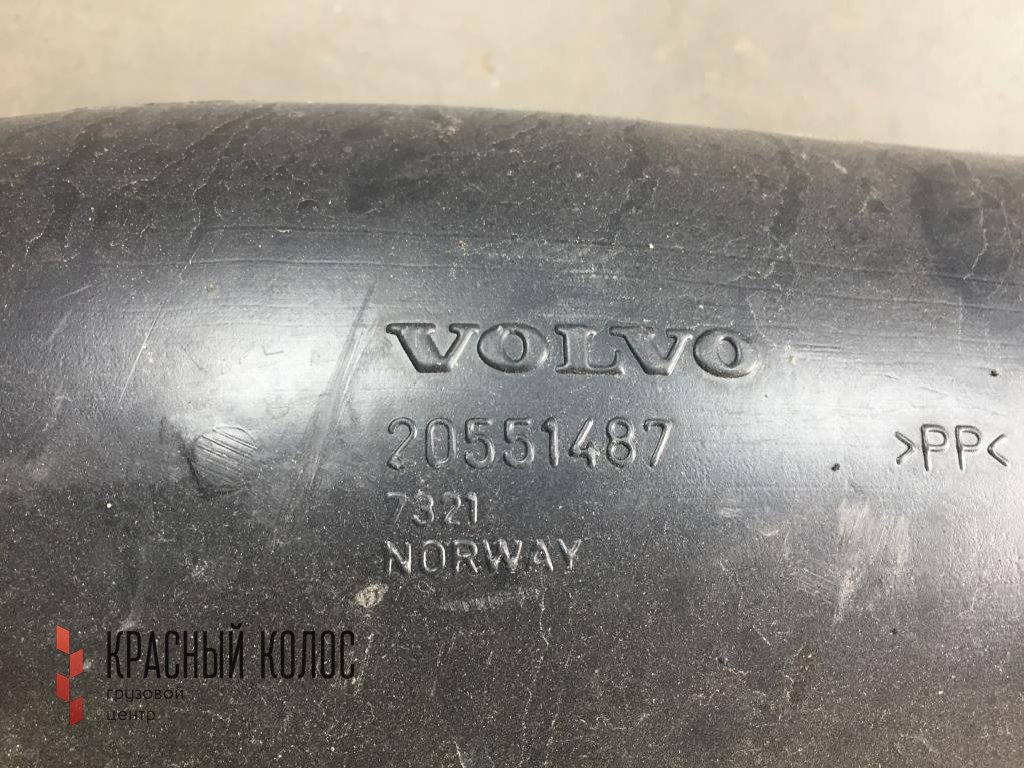 VOLVO
20551487
>PP<
7321
NORWAY
КРАСНЫЙ КОЛОС
грузовой
центр